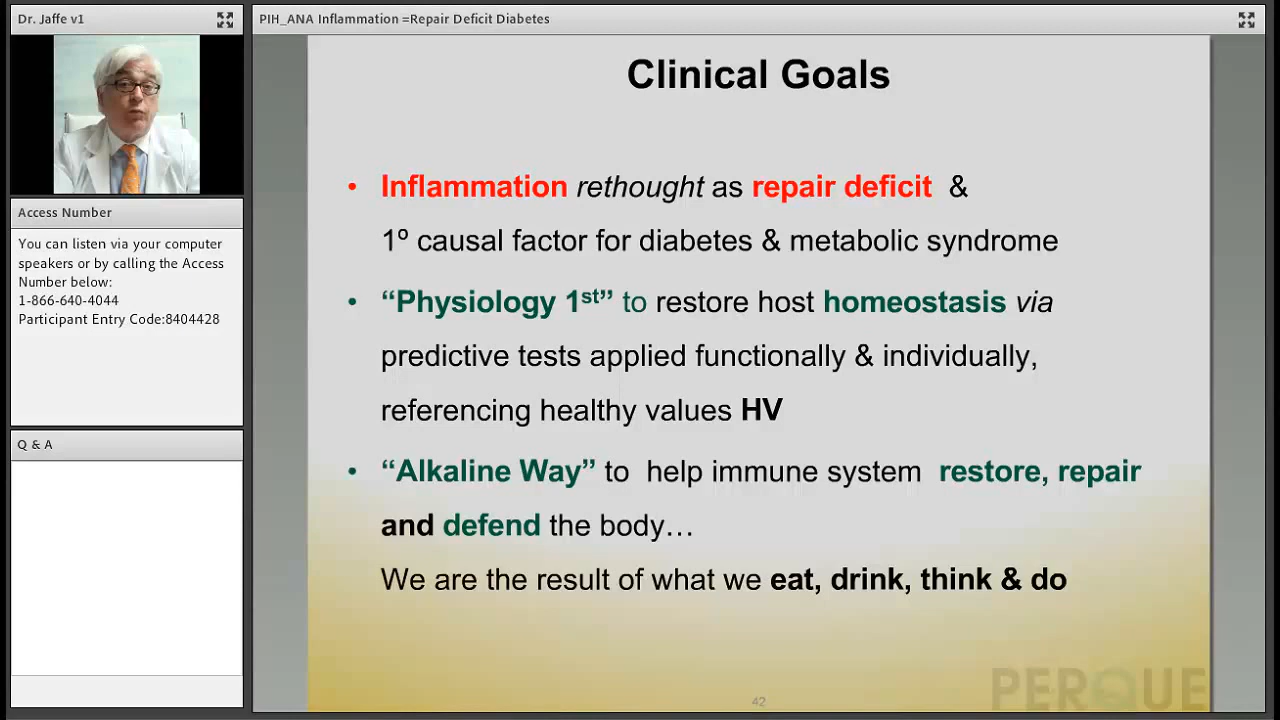 Dr. Jaffe v1
PIH_ANA Inflammation =Repair Deficit Diabetes
Access Number
You can listen via your computer
speakers or by calling the Access
Number below:
1-866-640-4044
Participant Entry Code:8404428
Q & A
Clinical Goals
• Inflammation rethought as repair deficit &
1º causal factor for diabetes & metabolic syndrome
• “Physiology 1st” to restore host homeostasis via
predictive tests applied functionally & individually,
referencing healthy values HV
• “Alkaline Way” to help immune system restore, repair
and defend the body…
We are the result of what we eat, drink, think & do
42
PERQUE